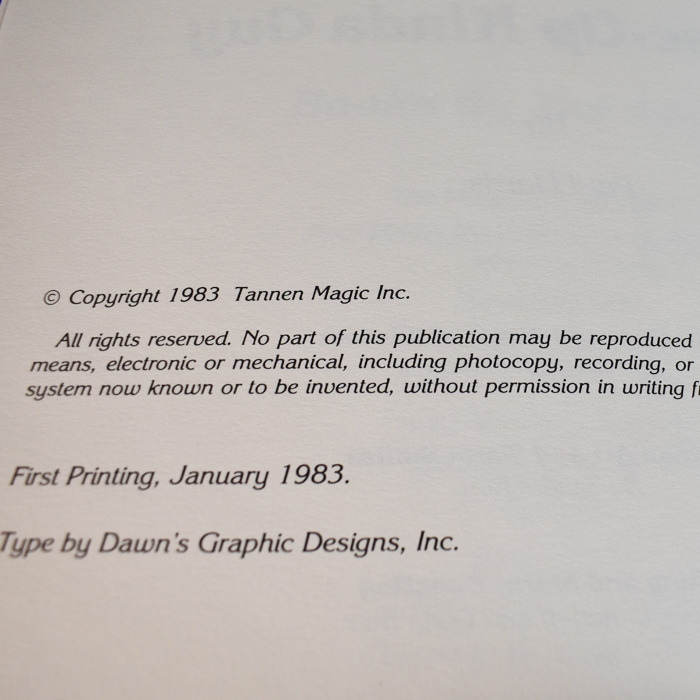 © Copyright 1983 Tannen Magic Inc.
All rights reserved. No part of this publication may be reproduced
means, electronic or mechanical, including photocopy, recording, or
system now known or to be invented, without permission in writing
First Printing, January 1983.
Type by Dawn's Graphic Designs, Inc.